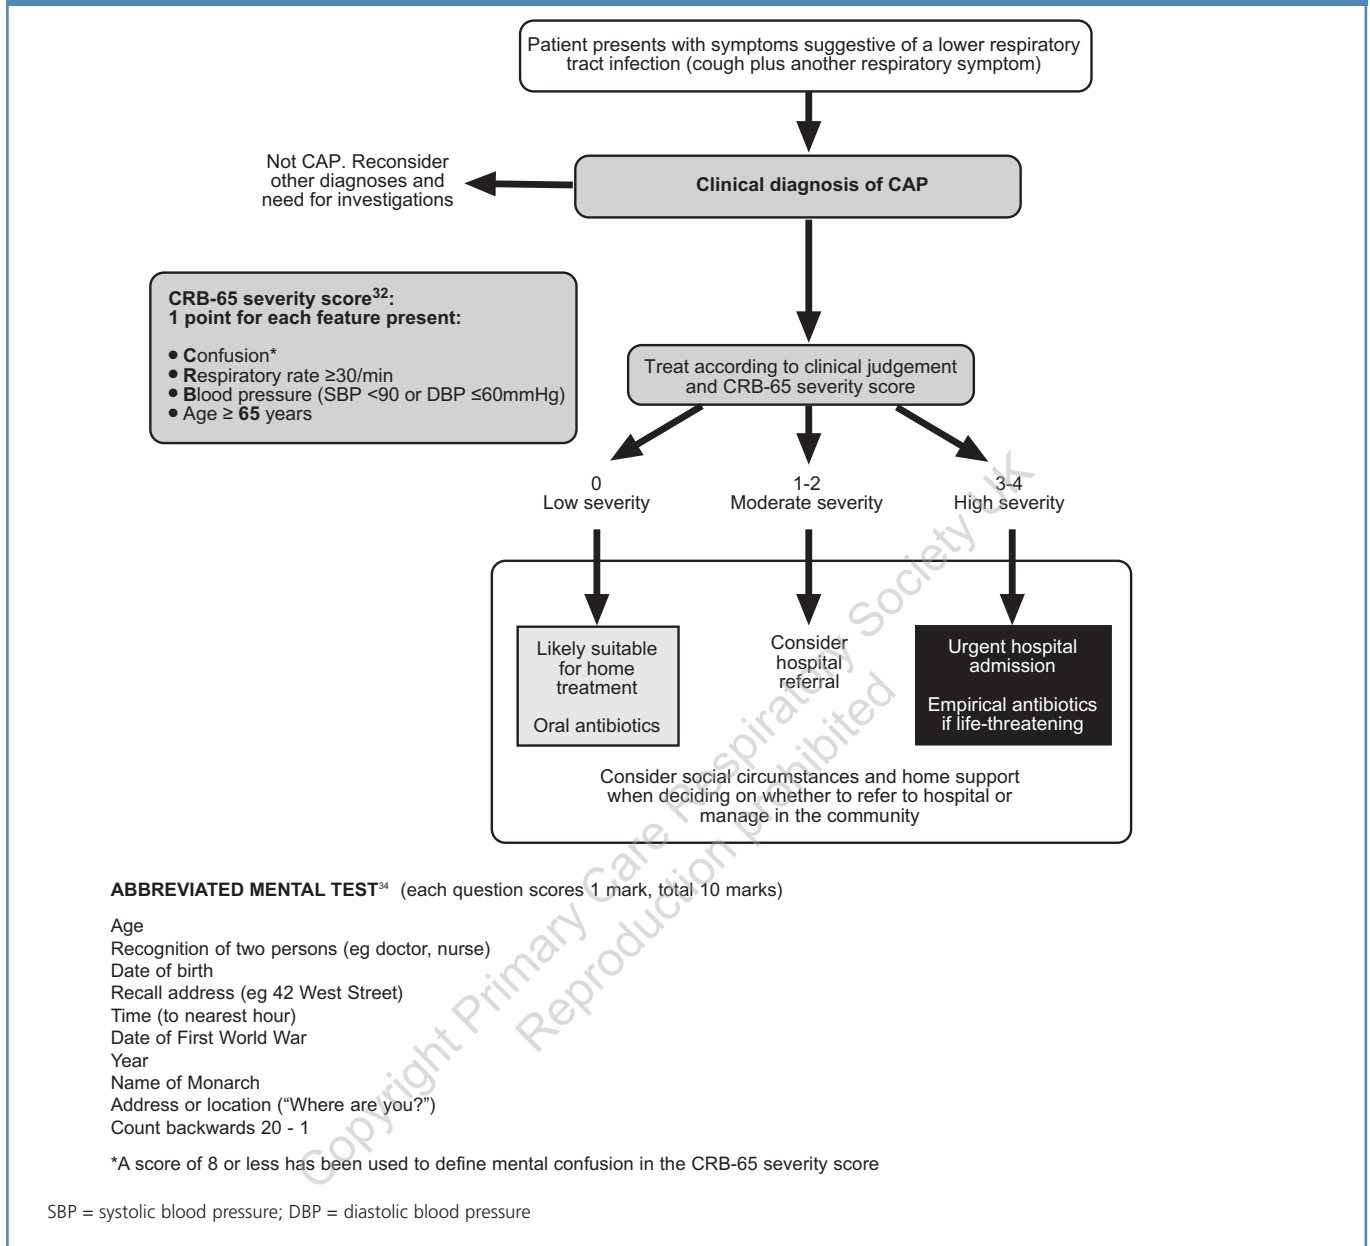 Patient presents with symptoms suggestive of a lower respiratory
tract infection (cough plus another respiratory symptom)
Not CAP. Reconsider
other diagnoses and
need for investigations
Clinical diagnosis of CAP
CRB-65 severity score32:
1 point for each feature present:
● Confusion*
● Respiratory rate ≥30/min
● Blood pressure (SBP <90 or DBP ≤60mmHg)
● Age ≥ 65 years
Treat according to clinical judgement
and CRB-65 severity score
0
Low severity
1-2
Moderate severity
3-4
High severity
Likely suitable
for home
treatment
Oral antibiotics
Consider
hospital
referral
Urgent hospital
admission
Empirical antibiotics
if life-threatening
Consider social circumstances and home support
when deciding on whether to refer to hospital or
manage in the community
ABBREVIATED MENTAL TEST34 (each question scores 1 mark, total 10 marks)
Age
Recognition of two persons (eg doctor, nurse)
Date of birth
Recall address (eg 42 West Street)
Time (to nearest hour)
Date of First World War
Year
Name of Monarch
Address or location ("Where are you?")
Count backwards 20 - 1
*A score of 8 or less has been used to define mental confusion in the CRB-65 severity score
SBP = systolic blood pressure; DBP = diastolic blood pressure
Copyright Primary Care Respiratory Society UK
Reproduction prohibited